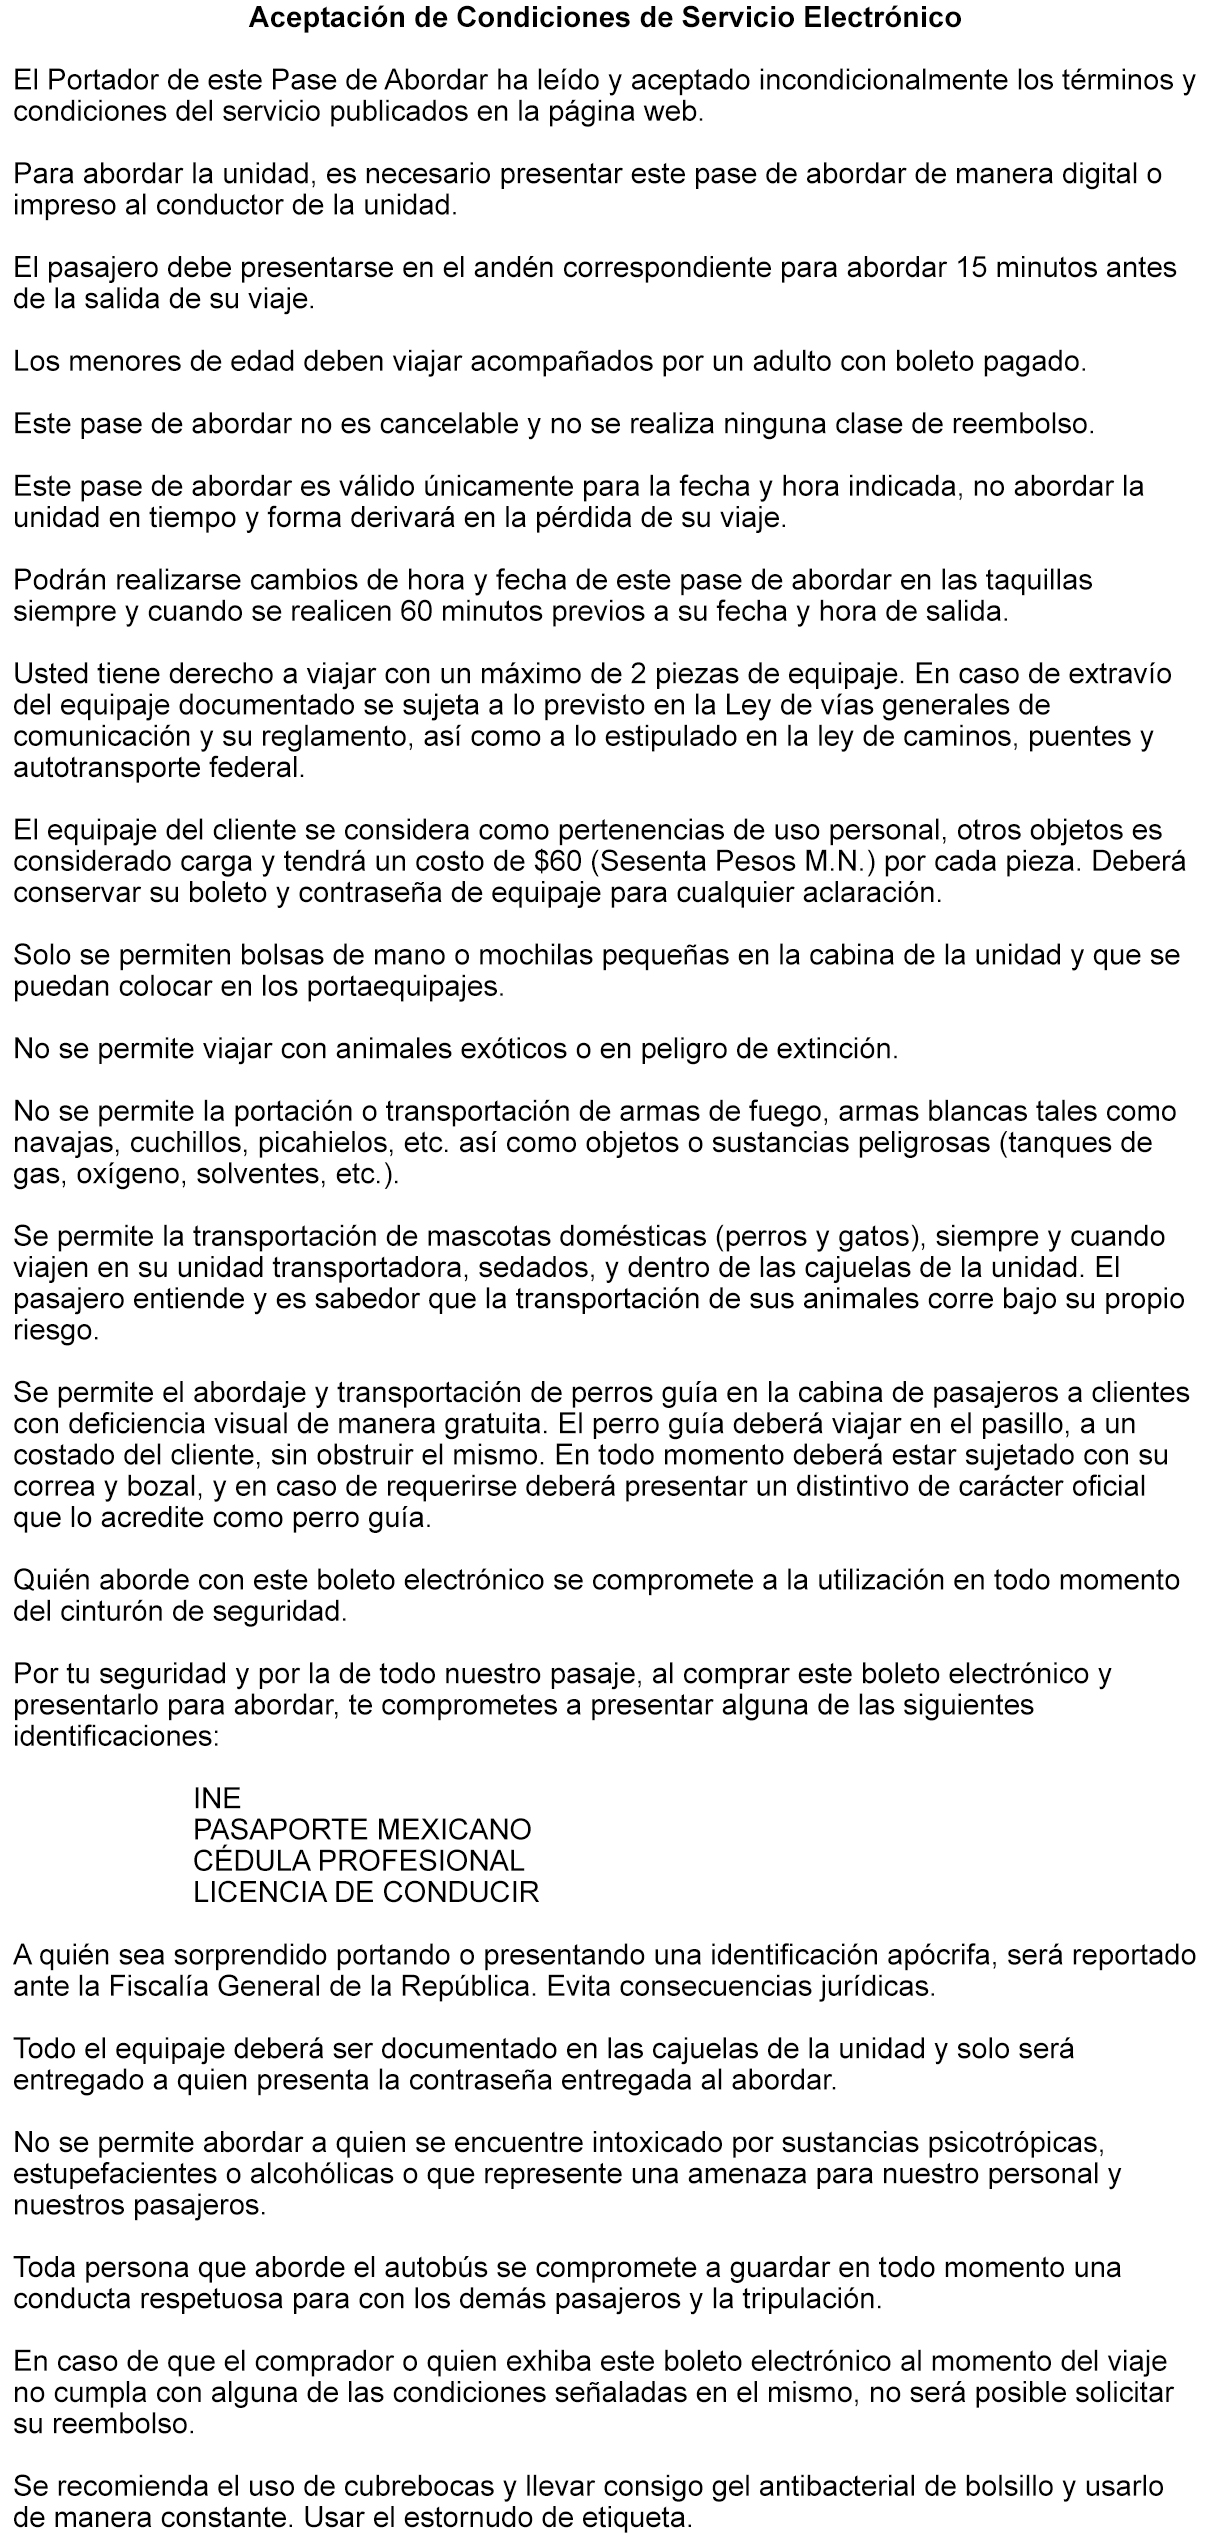 Aceptación de Condiciones de Servicio Electrónico
El Portador de este Pase de Abordar ha leído y aceptado incondicionalmente los términos y
condiciones del servicio publicados en la página web.
Para abordar la unidad, es necesario presentar este pase de abordar de manera digital o
impreso al conductor de la unidad.
El pasajero debe presentarse en el andén correspondiente para abordar 15 minutos antes
de la salida de su viaje.
Los menores de edad deben viajar acompañados por un adulto con boleto pagado.
Este pase de abordar no es cancelable y no se realiza ninguna clase de reembolso.
Este pase de abordar es válido únicamente para la fecha y hora indicada, no abordar la
unidad en tiempo y forma derivará en la pérdida de su viaje.
Podrán realizarse cambios de hora y fecha de este pase de abordar en las taquillas
siempre y cuando se realicen 60 minutos previos a su fecha y hora de salida.
Usted tiene derecho a viajar con un máximo de 2 piezas de equipaje. En caso de extravío
del equipaje documentado se sujeta a lo previsto en la Ley de vías generales de
comunicación y su reglamento, así como a lo estipulado en la ley de caminos, puentes y
autotransporte federal.
El equipaje del cliente se considera como pertenencias de uso personal, otros objetos es
considerado carga y tendrá un costo de $60 (Sesenta Pesos M.N.) por cada pieza. Deberá
conservar su boleto y contraseña de equipaje para cualquier aclaración.
Solo se permiten bolsas de mano o mochilas pequeñas en la cabina de la unidad y que se
puedan colocar en los portaequipajes.
No se permite viajar con animales exóticos o en peligro de extinción.
No se permite la portación o transportación de armas de fuego, armas blancas tales como
navajas, cuchillos, picahielos, etc. así como objetos o sustancias peligrosas (tanques de
gas, oxígeno, solventes, etc.).
Se permite la transportación de mascotas domésticas (perros y gatos), siempre y cuando
viajen en su unidad transportadora, sedados, y dentro de las cajuelas de la unidad. El
pasajero entiende y es sabedor que la transportación de sus animales corre bajo su propio
riesgo.
Se permite el abordaje y transportación de perros guía en la cabina de pasajeros a clientes
con deficiencia visual de manera gratuita. El perro guía deberá viajar en el pasillo, a un
costado del cliente, sin obstruir el mismo. En todo momento deberá estar sujetado con su
correa y bozal, y en caso de requerirse deberá presentar un distintivo de carácter oficial
que lo acredite como perro guía.
Quién aborde con este boleto electrónico se compromete a la utilización en todo momento
del cinturón de seguridad.
Por tu seguridad y por la de todo nuestro pasaje, al comprar este boleto electrónico y
presentarlo para abordar, te comprometes a presentar alguna de las siguientes
identificaciones:
INE
PASAPORTE MEXICANO
CÉDULA PROFESIONAL
LICENCIA DE CONDUCIR
A quién sea sorprendido portando o presentando una identificación apócrifa, será reportado
ante la Fiscalía General de la República. Evita consecuencias jurídicas.
Todo el equipaje deberá ser documentado en las cajuelas de la unidad y solo será
entregado a quien presenta la contraseña entregada al abordar.
No se permite abordar a quien se encuentre intoxicado por sustancias psicotrópicas,
estupefacientes o alcohólicas o que represente una amenaza para nuestro personal y
nuestros pasajeros.
Toda persona que aborde el autobús se compromete a guardar en todo momento una
conducta respetuosa para con los demás pasajeros y la tripulación.
En caso de que el comprador o quien exhiba este boleto electrónico al momento del viaje
no cumpla con alguna de las condiciones señaladas en el mismo, no será posible solicitar
su reembolso.
Se recomienda el uso de cubrebocas y llevar consigo gel antibacterial de bolsillo y usarlo
de manera constante. Usar el estornudo de etiqueta.